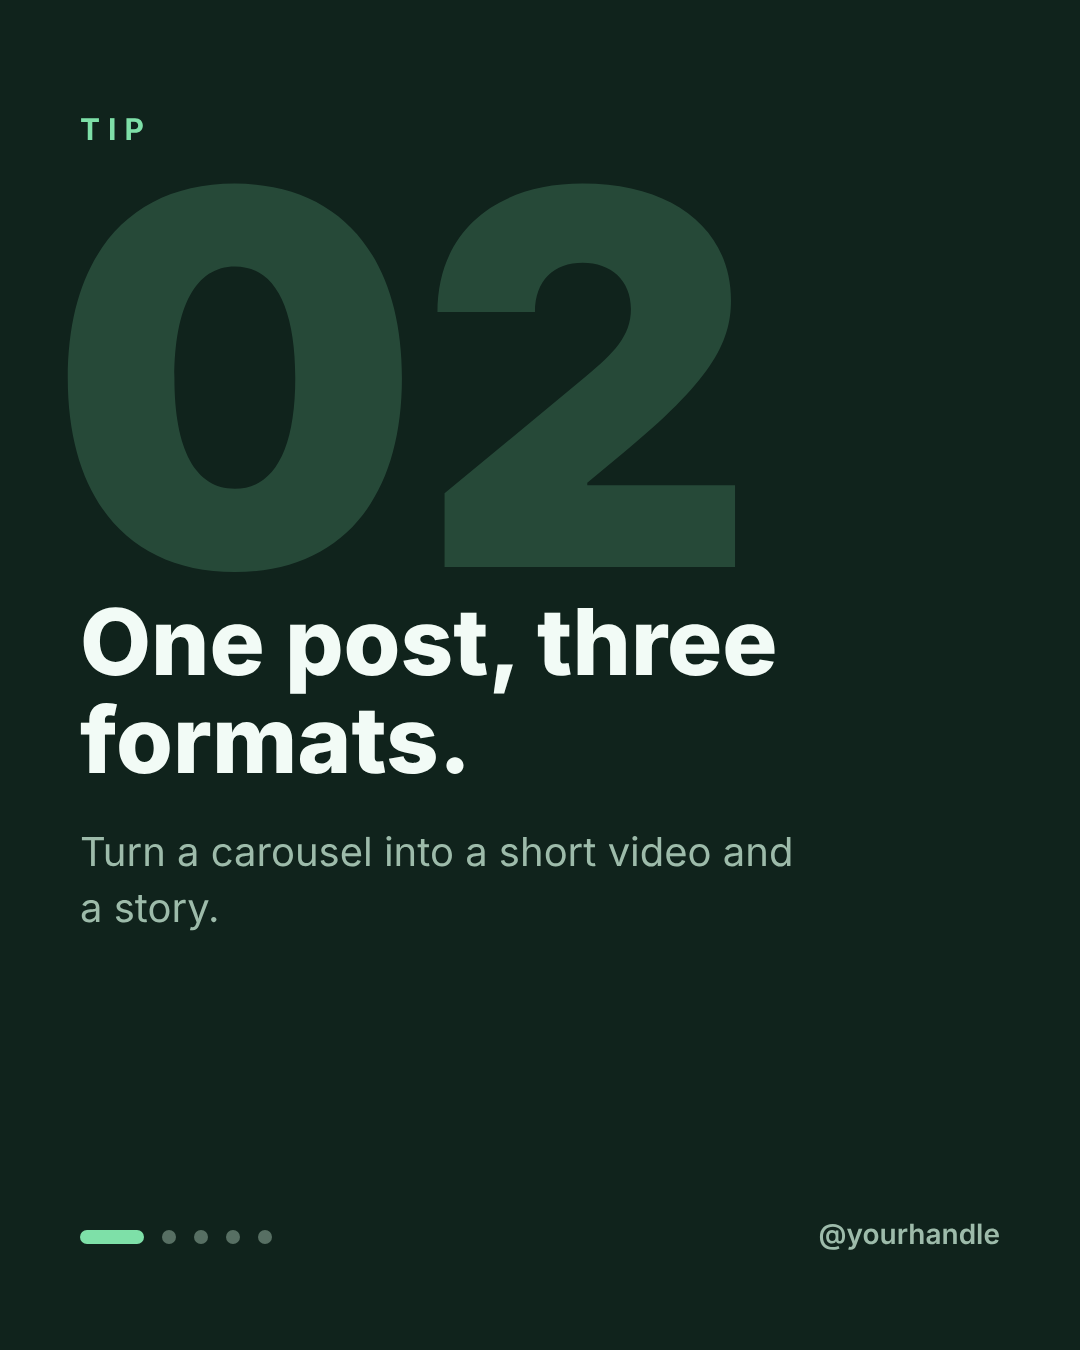 TIP
02
One post, three
formats.
Turn a carousel into a short video and
a story.
@yourhandle